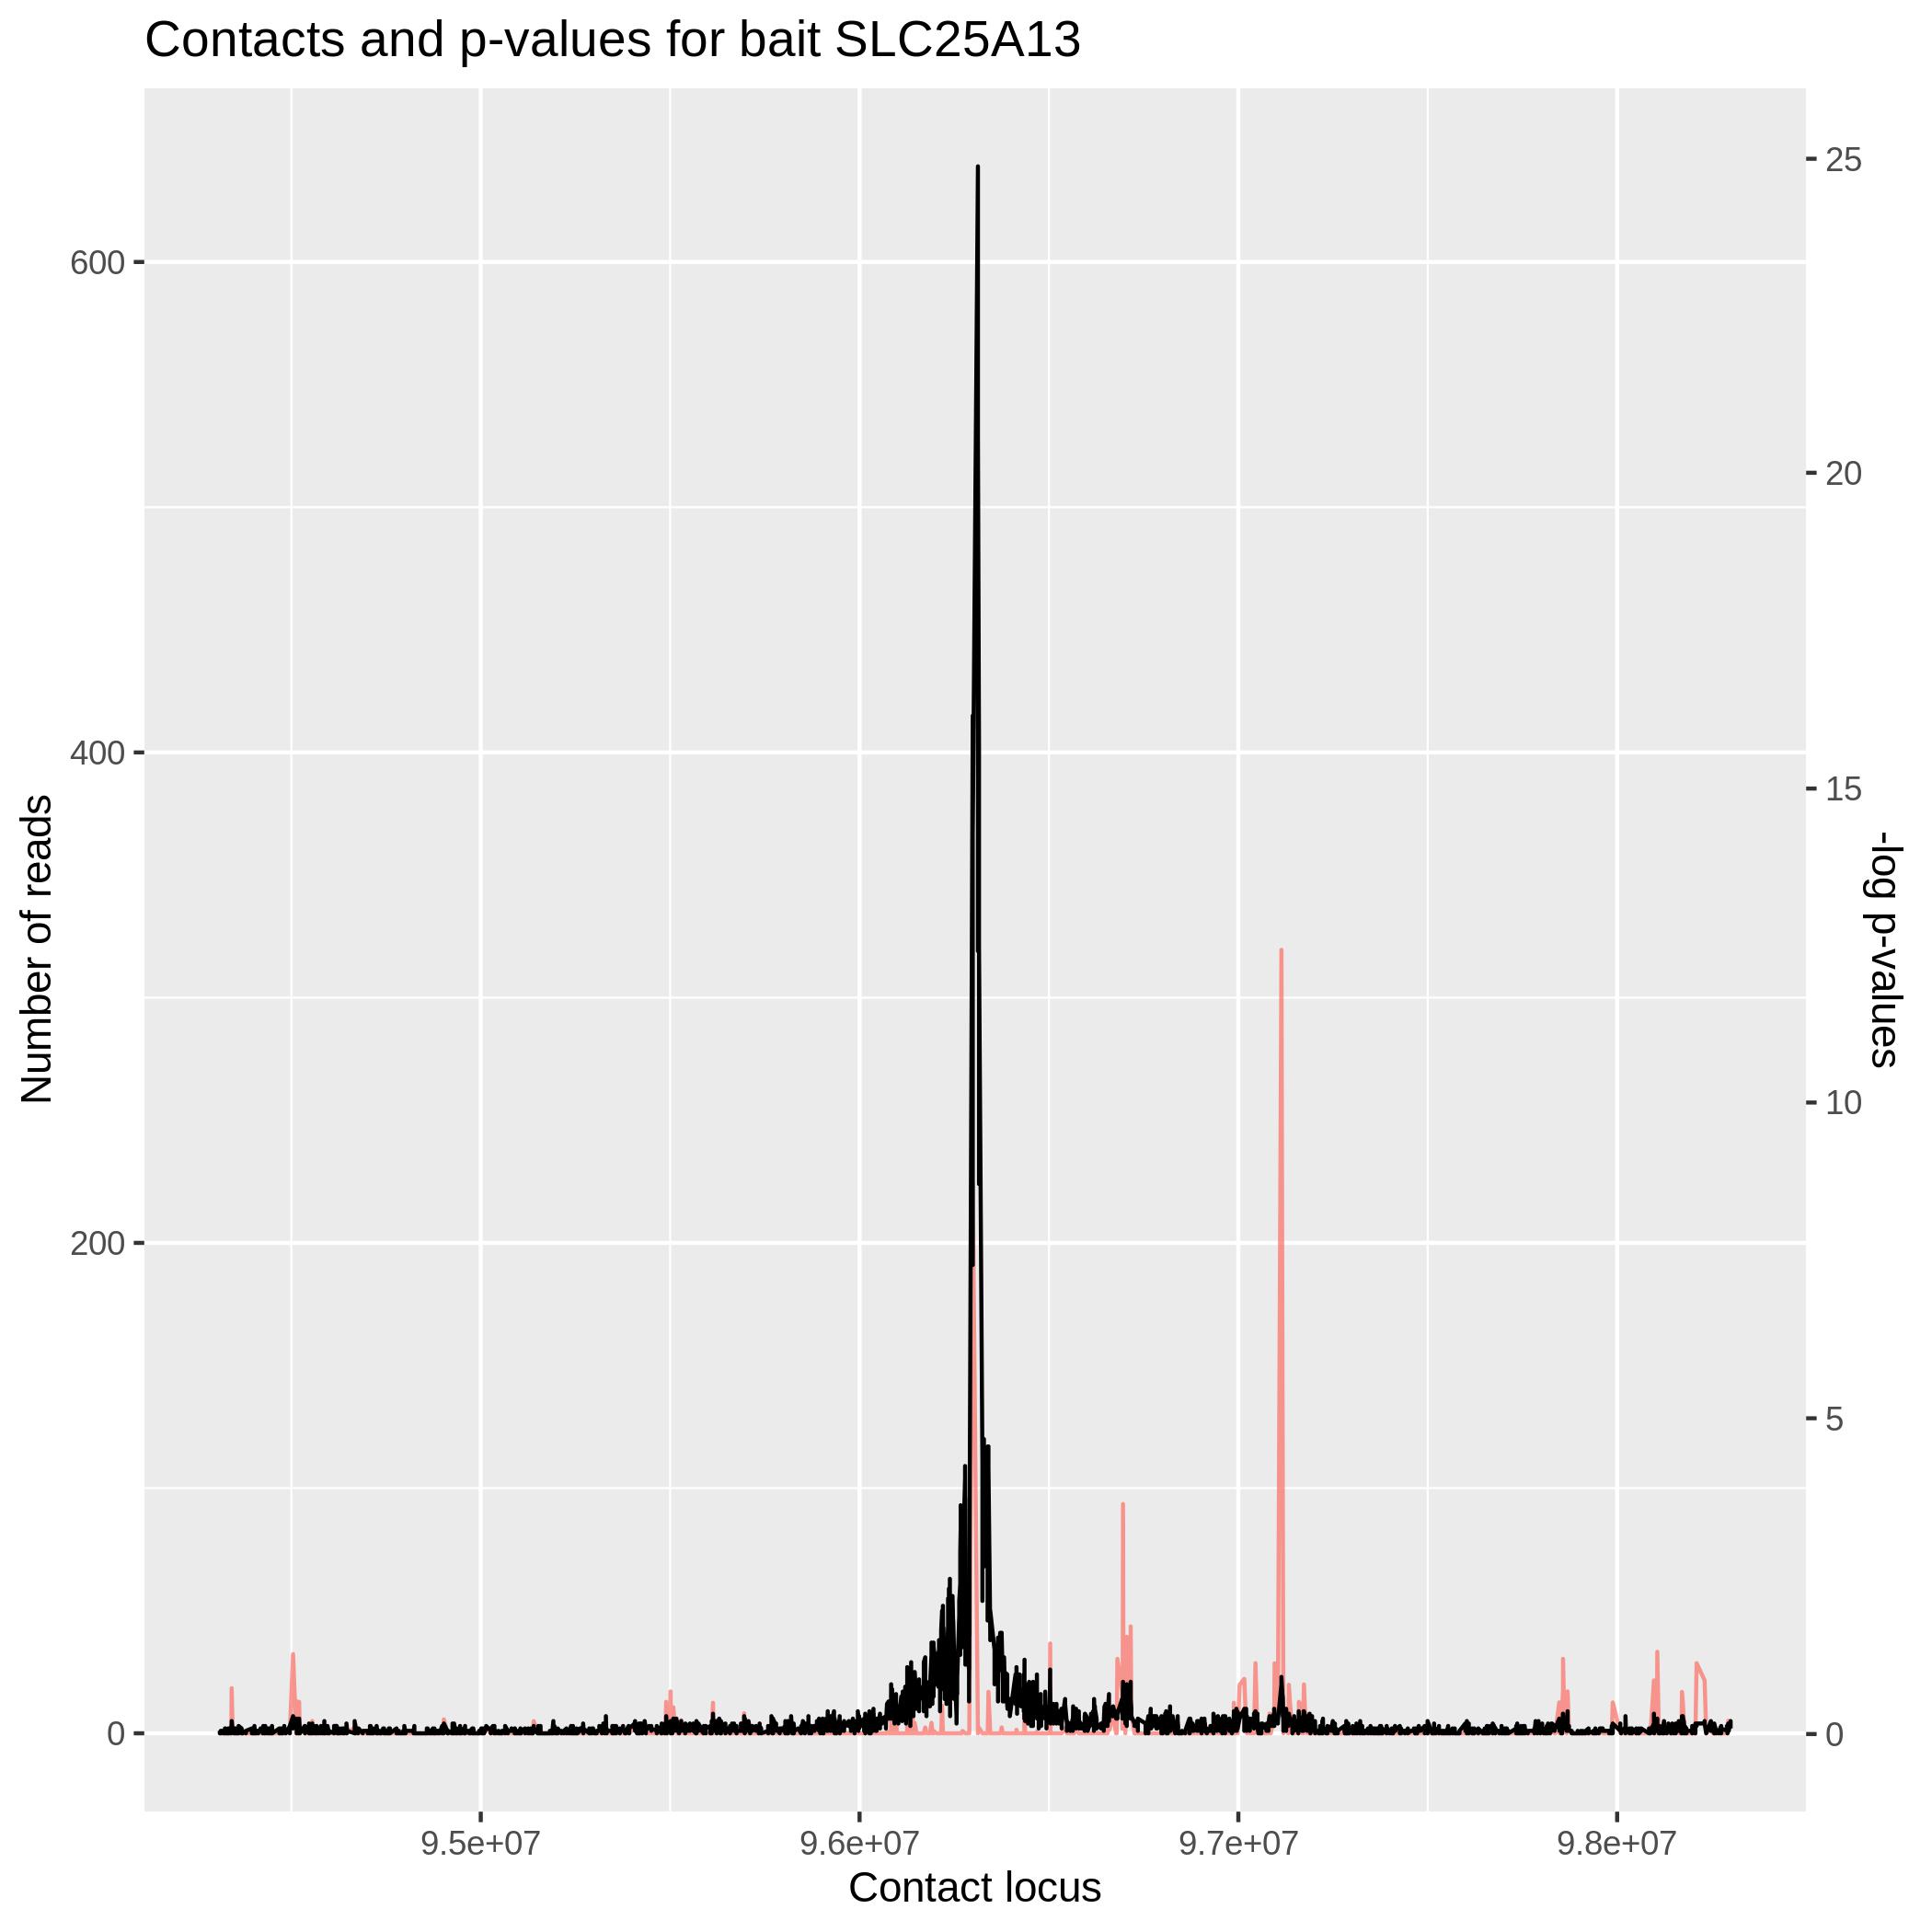 Contacts and p-values for bait SLC25A13
Number of reads
600
400
200
0
25
20
15
10
5
0
-log p-values
9.5e+07 9.6e+07 9.7e+07 9.8e+07
Contact locus